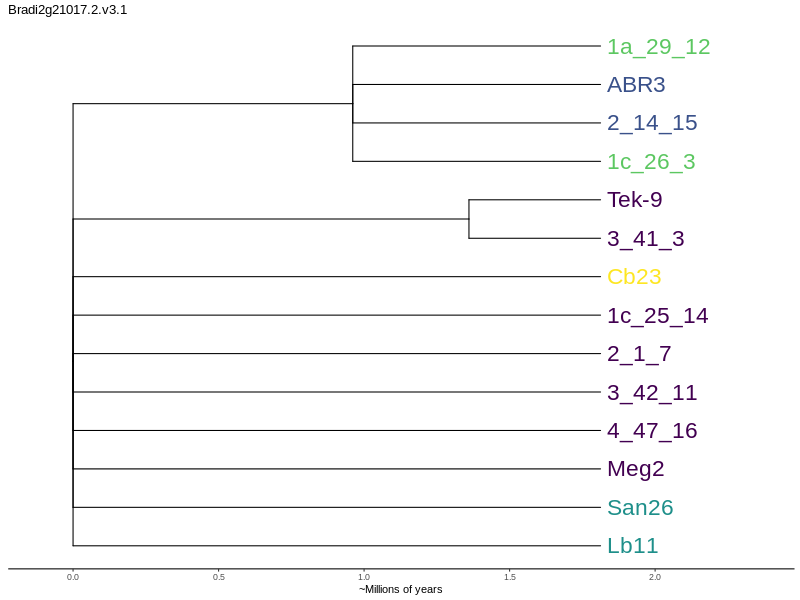 Bradi2g21017.2.v3.1
1a_29_12
ABR3
2_14_15
1c_26_3
Tek-9
3_41_3
Cb23
1c_25_14
2_1_7
3_42_11
4_47_16
Meg2
San26
Lb11
0.0 0.5 1.0 1.5 2.0
~Millions of years